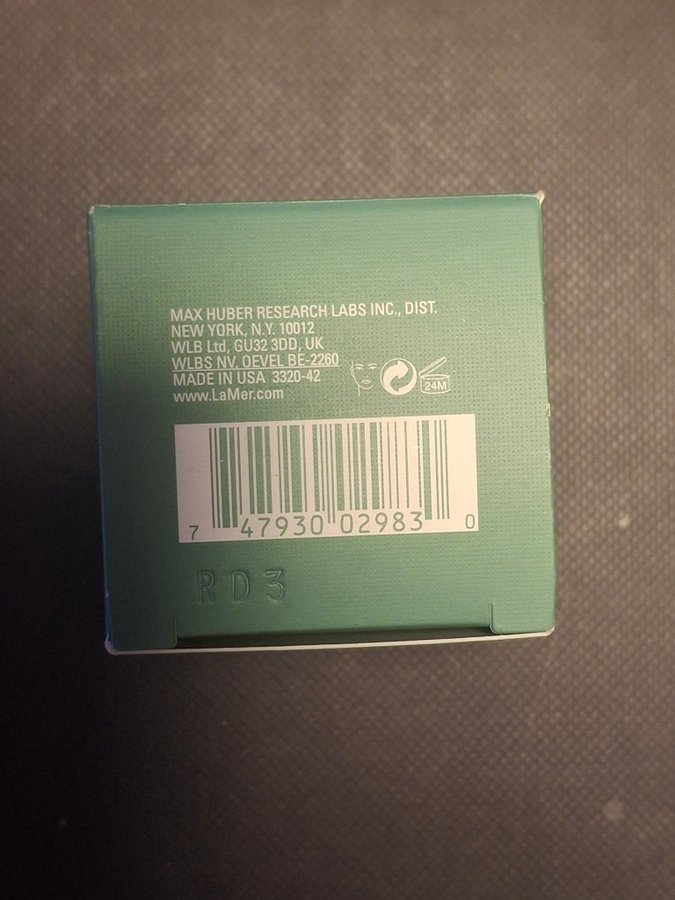 MAX HUBER RESEARCH LABS INC., DIST.
NEW YORK, N.Y. 10012
WLB Ltd, GU32 3DD, UK
WLBS NV. OEVEL BE-2260
MADE IN USA 3320-42
www.LaMer.com
24M
7 47930 02983 0
RD3